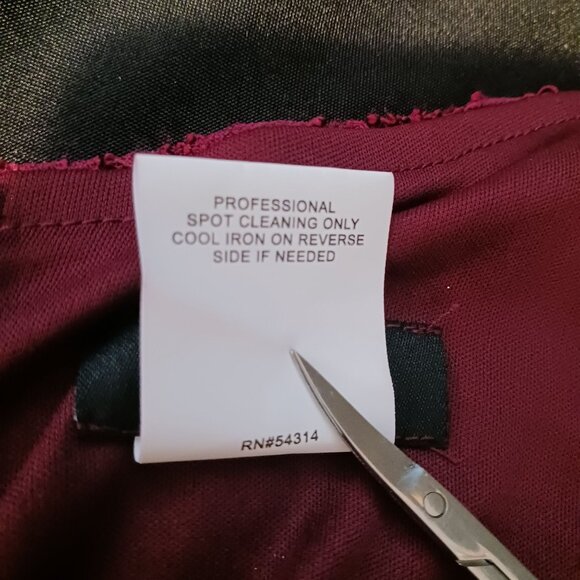 PROFESSIONAL
SPOT CLEANING ONLY
COOL IRON ON REVERSE
SIDE IF NEEDED
RN#54314